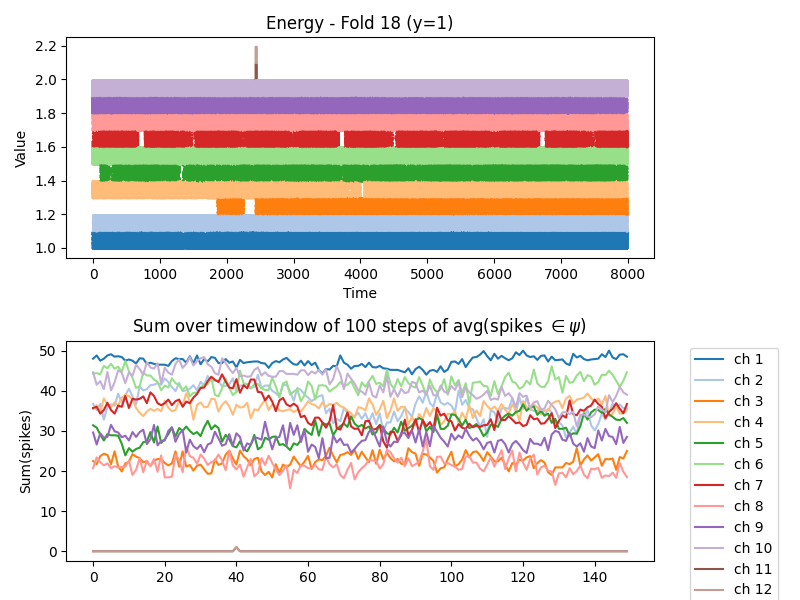 Energy - Fold 18 (y=1)
Value
2.2
2.0
1.8
1.6
1.4
1.2
1.0
0 1000 2000 3000 4000 5000 6000 7000 8000
Time
Sum over timewindow of 100 steps of avg(spikes ∈ψ)
Sum(spikes)
50
40
30
20
10
0
0 20 40 60 80 100 120 140
ch 1
ch 2
ch 3
ch 4
ch 5
ch 6
ch 7
ch 8
ch 9
ch 10
ch 11
ch 12